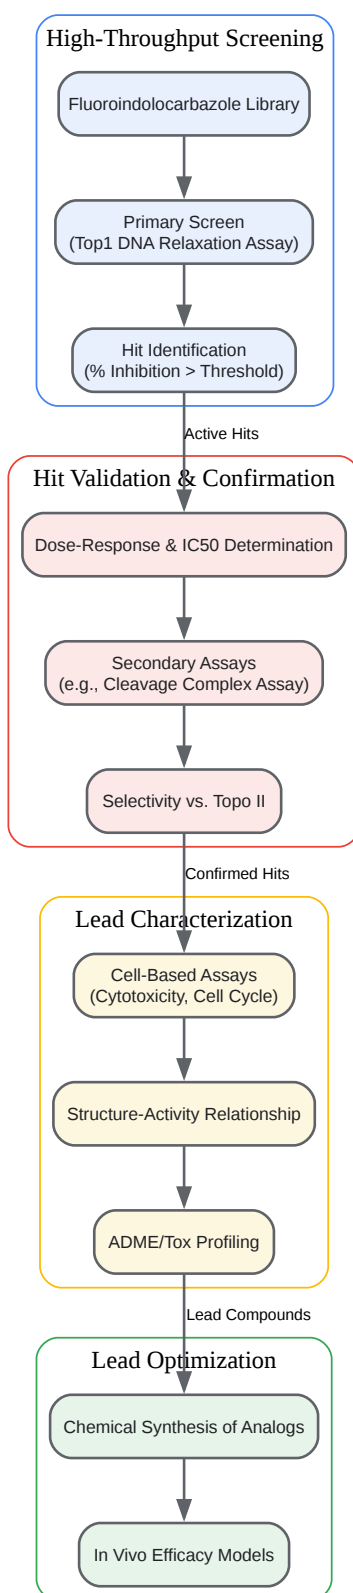 High-Throughput Screening
Fluoroindolocarbazole Library
Primary Screen
(Top1 DNA Relaxation Assay)
Hit Identification
(% Inhibition > Threshold)
Active Hits
Hit Validation & Confirmation
Dose-Response & IC50 Determination
Secondary Assays
(e.g., Cleavage Complex Assay)
Selectivity vs. Topo II
Confirmed Hits
Lead Characterization
Cell-Based Assays
(Cytotoxicity, Cell Cycle)
Structure-Activity Relationship
ADME/Tox Profiling
Lead Compounds
Lead Optimization
Chemical Synthesis of Analogs
In Vivo Efficacy Models